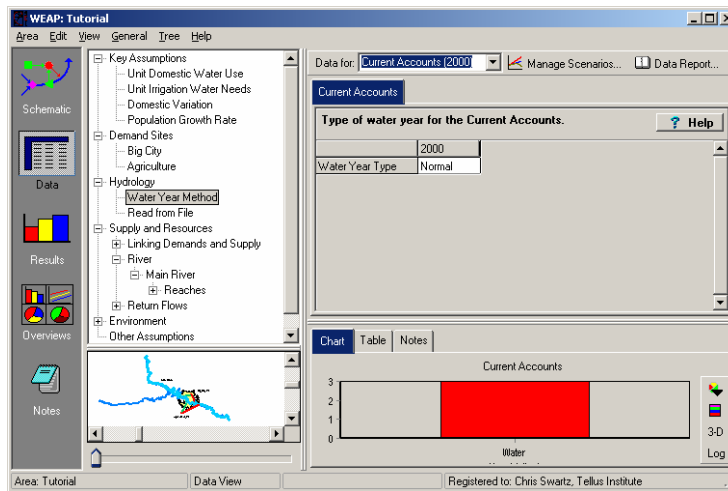 WEAP: Tutorial
Area Edit View General Tree Help
Schematic
Data
Results
Overviews
Notes
Key Assumptions
Unit Domestic Water Use
Unit Irrigation Water Needs
Domestic Variation
Population Growth Rate
Demand Sites
Big City
Agriculture
Hydrology
Water Year Method
Read from File
Supply and Resources
Linking Demands and Supply
River
Main River
Reaches
Return Flows
Environment
Other Assumptions
Data for: Current Accounts (2000) Manage Scenarios... Data Report...
Current Accounts
Type of water year for the Current Accounts. ? Help
2000
Water Year Type Normal
Chart Table Notes
Current Accounts
3
2
1
0
Water
3-D
Log
Area: Tutorial Data View Registered to: Chris Swartz, Tellus Institute